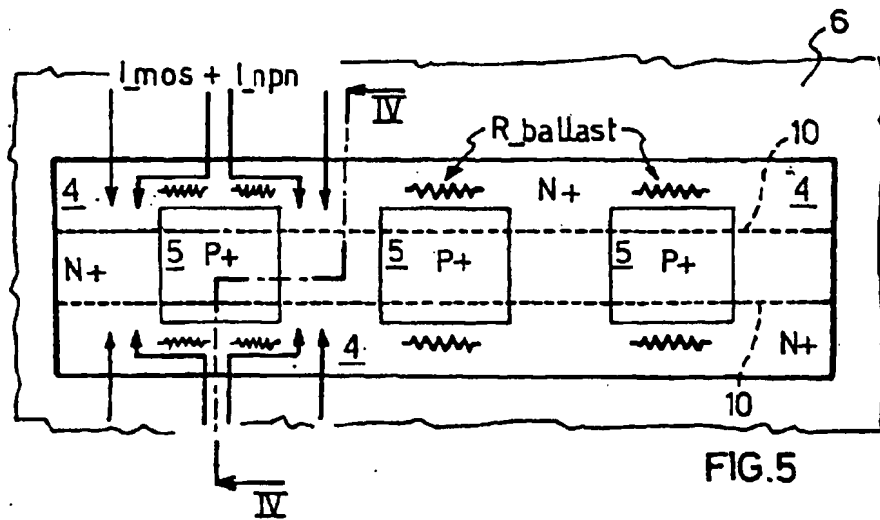 6
I_mos + I_npn
IV
R_ballast
10
4
N+
4
5
P+
5
P+
5
P+
N+
4
N+
10
IV
FIG.5